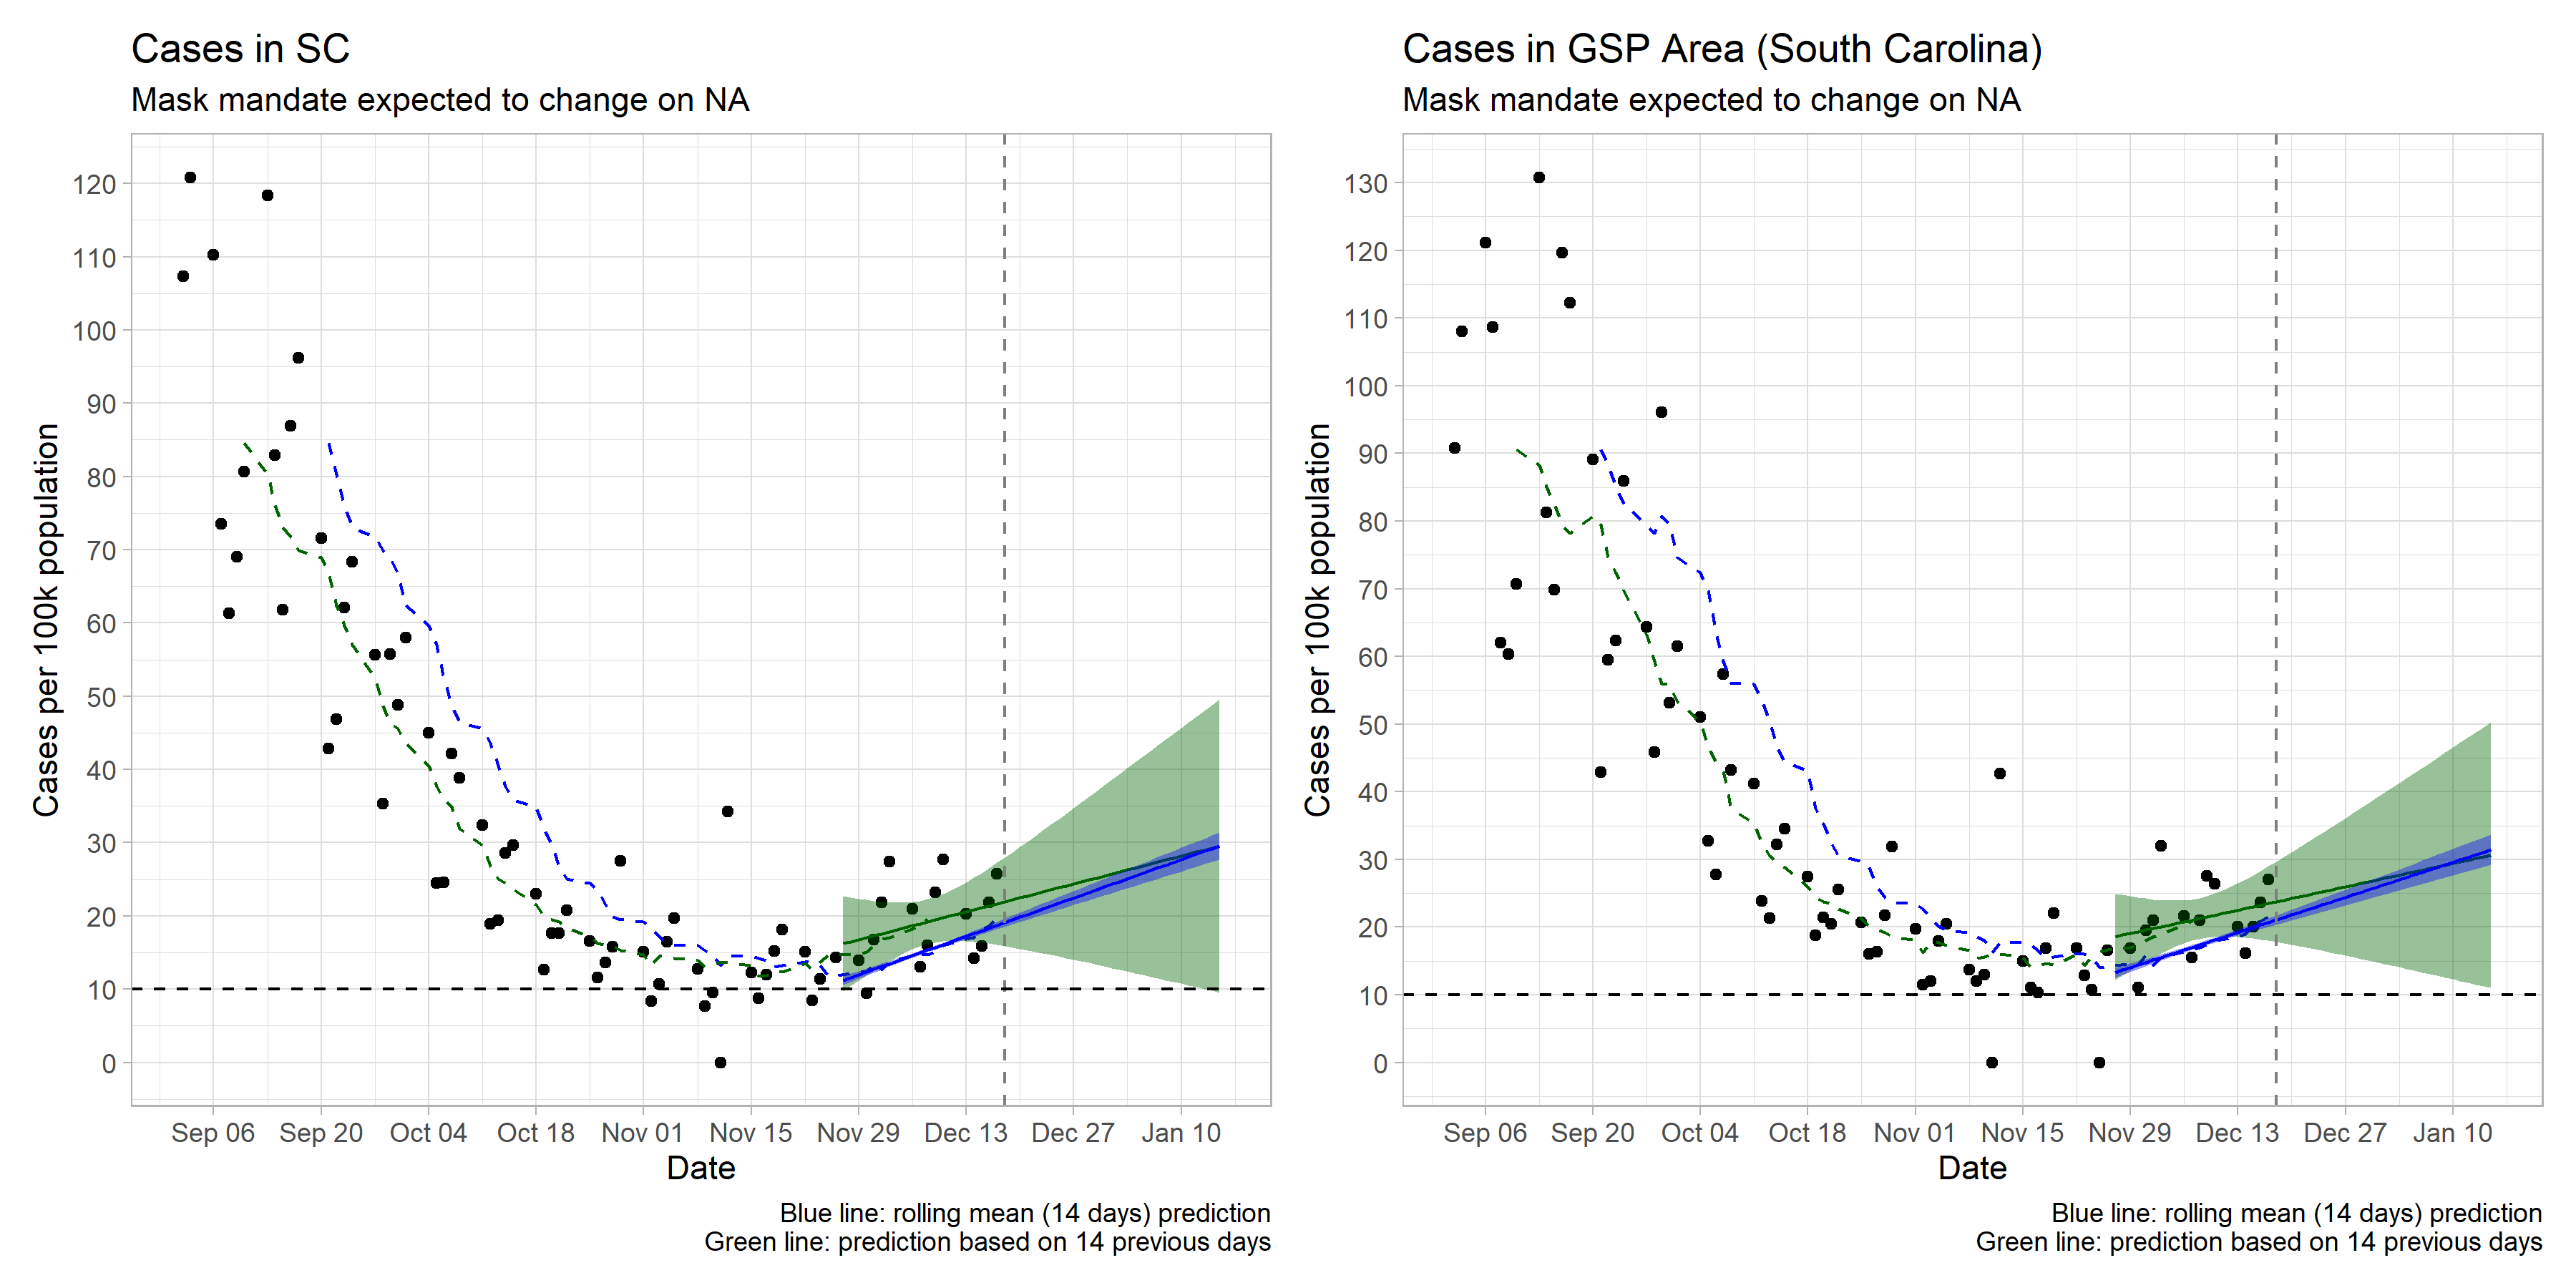 Cases in SC
Mask mandate expected to change on NA
Cases per 100k population
120
110
100
90
80
70
60
50
40
30
20
10
0
Sep 06 Sep 20 Oct 04 Oct 18 Nov 01 Nov 15 Nov 29 Dec 13 Dec 27 Jan 10
Date
Blue line: rolling mean (14 days) prediction
Green line: prediction based on 14 previous days
Cases in GSP Area (South Carolina)
Mask mandate expected to change on NA
Cases per 100k population
130
120
110
100
90
80
70
60
50
40
30
20
10
0
Sep 06 Sep 20 Oct 04 Oct 18 Nov 01 Nov 15 Nov 29 Dec 13 Dec 27 Jan 10
Date
Blue line: rolling mean (14 days) prediction
Green line: prediction based on 14 previous days